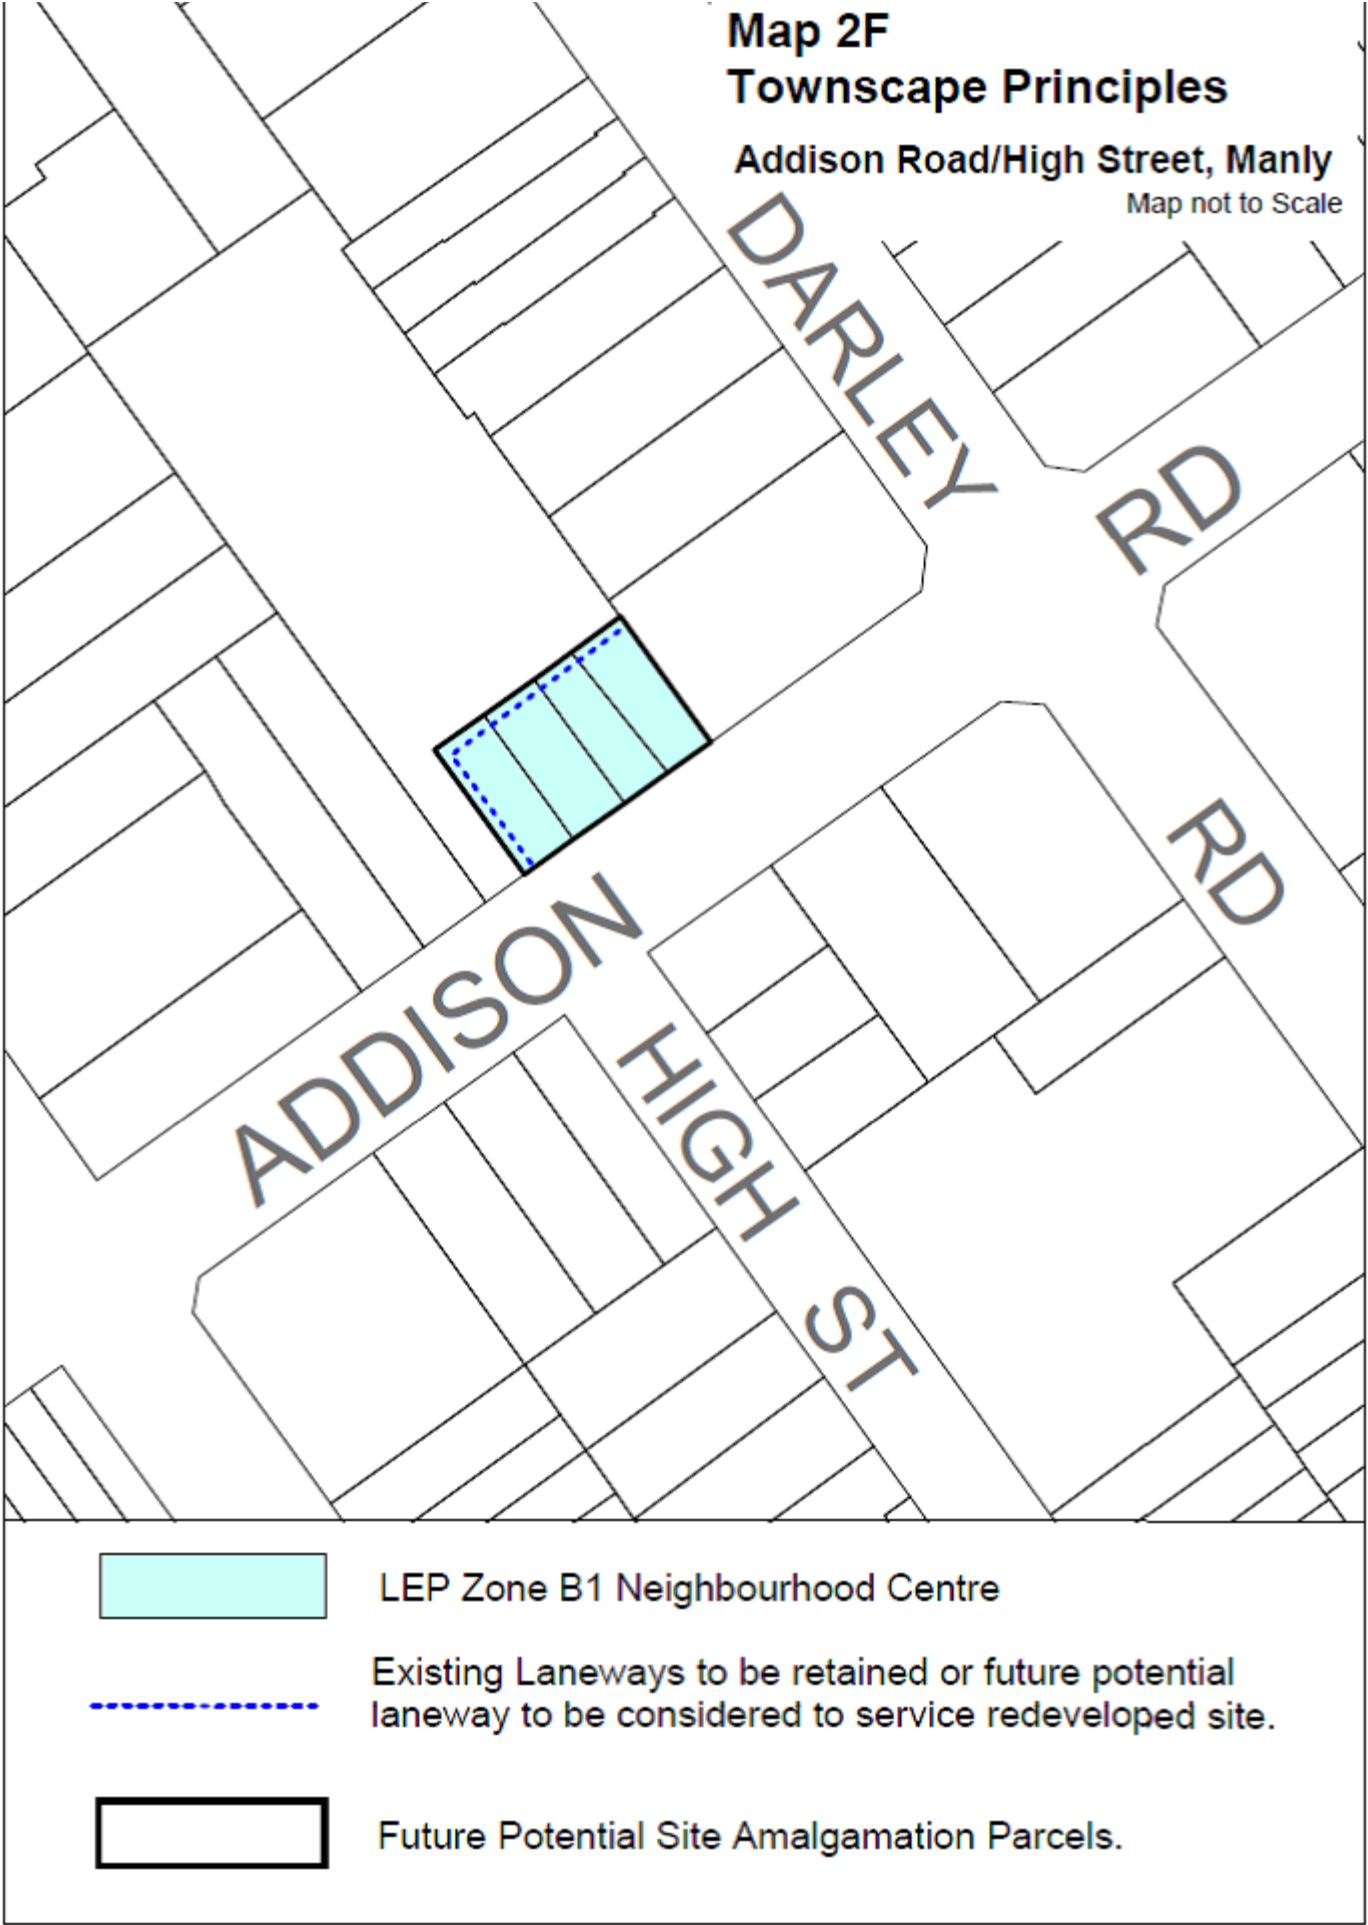 Map 2F
Townscape Principles
Addison Road/High Street, Manly
Map not to Scale
DARLEY
RD
RD
ADDISON
HIGH ST
LEP Zone B1 Neighbourhood Centre
Existing Laneways to be retained or future potential
laneway to be considered to service redeveloped site.
Future Potential Site Amalgamation Parcels.